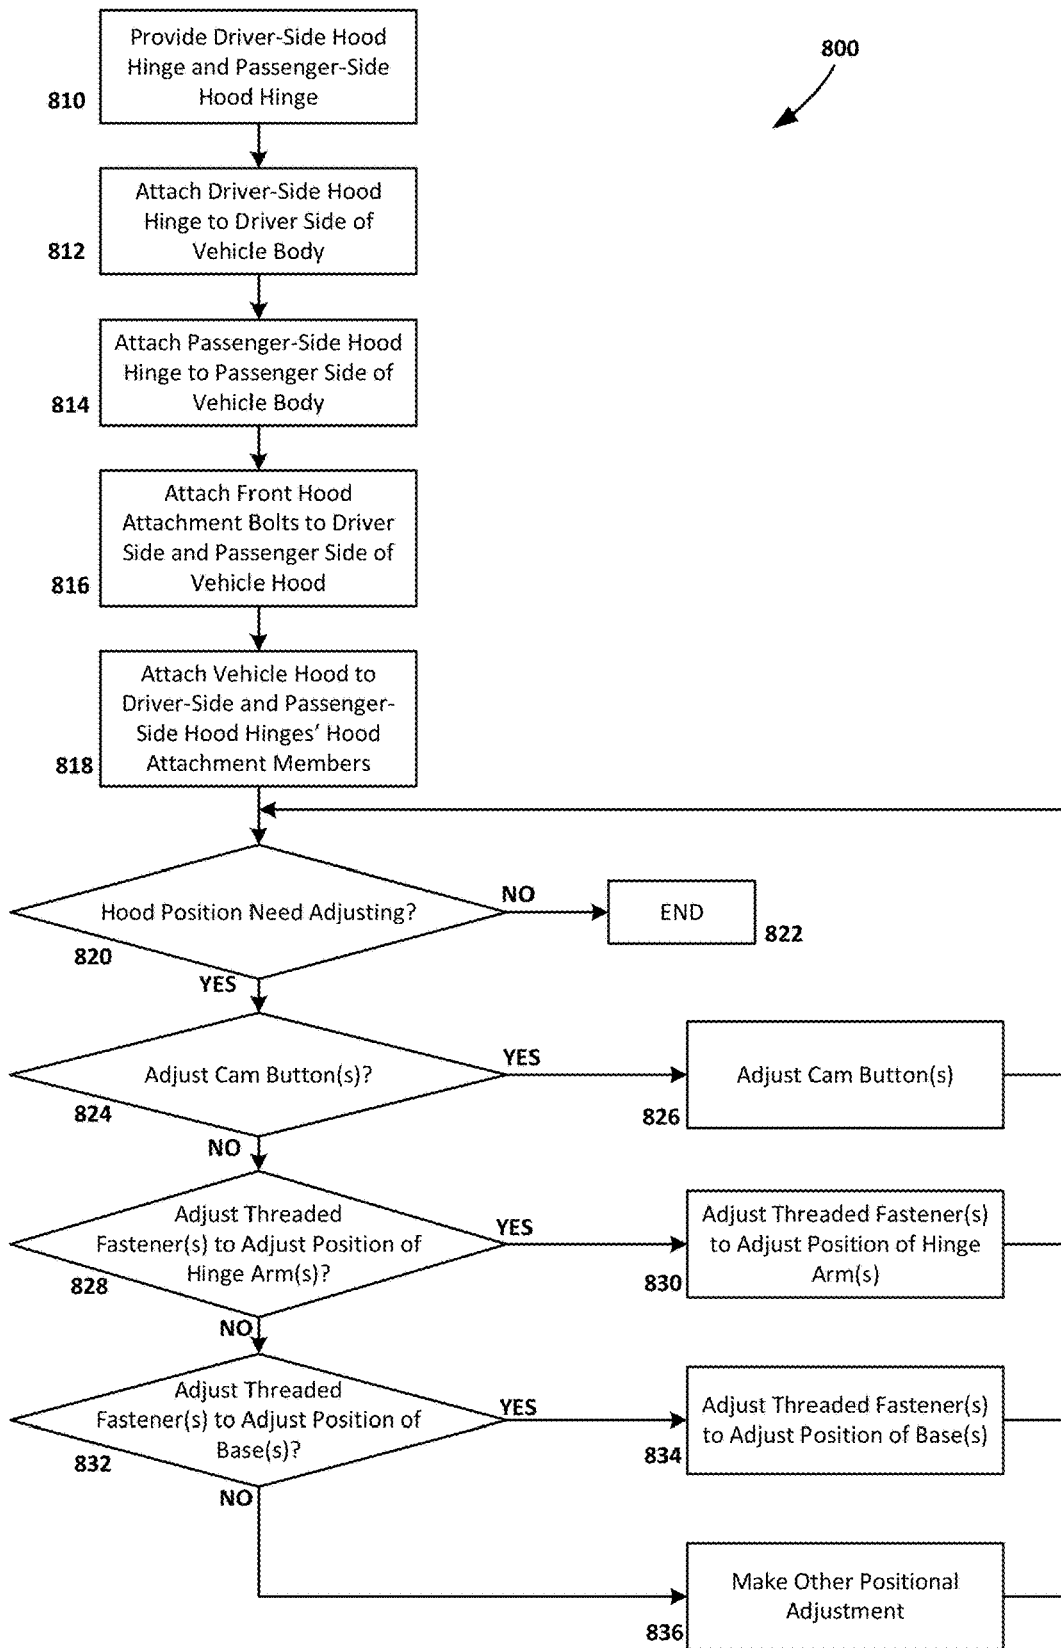 Provide Driver-Side Hood
Hinge and Passenger-Side
Hood Hinge
810
800
Attach Driver-Side Hood
Hinge to Driver Side of
Vehicle Body
812
Attach Passenger-Side Hood
Hinge to Passenger Side of
Vehicle Body
814
Attach Front Hood
Attachment Bolts to Driver
Side and Passenger Side of
Vehicle Hood
816
Attach Vehicle Hood to
Driver-Side and Passenger-
Side Hood Hinges' Hood
Attachment Members
818
Hood Position Need Adjusting?
820
NO
END
822
YES
Adjust Cam Button(s)?
824
YES
Adjust Cam Button(s)
826
NO
Adjust Threaded
Fastener(s) to Adjust Position of
Hinge Arm(s)?
828
YES
Adjust Threaded Fastener(s)
to Adjust Position of Hinge
Arm(s)
830
NO
Adjust Threaded
Fastener(s) to Adjust Position of
Base(s)?
832
YES
Adjust Threaded Fastener(s)
to Adjust Position of Base(s)
834
NO
Make Other Positional
Adjustment
836